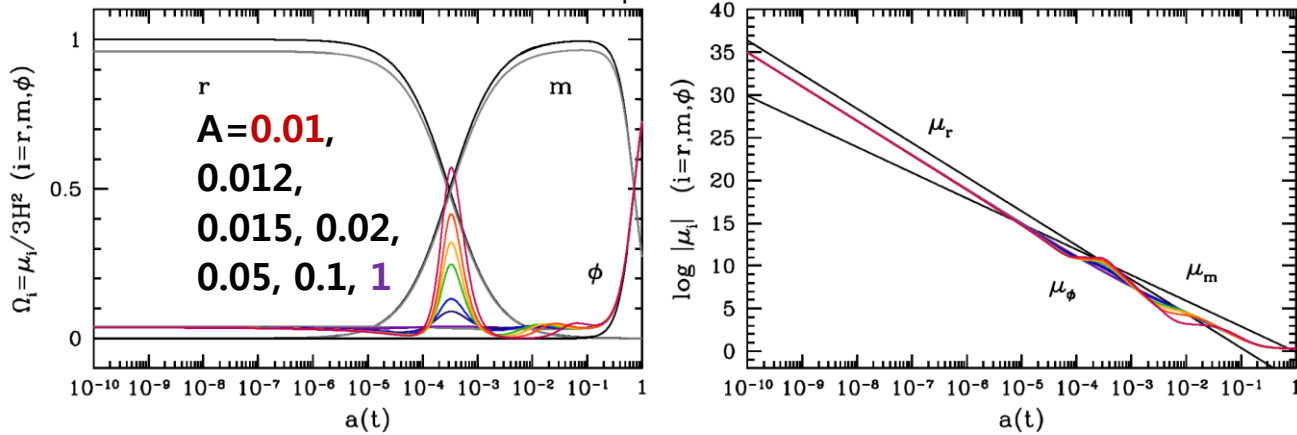 Ω_i=μ_i/3H² (i=r,m,φ)
1
0.5
0
r
m
φ
A=0.01,
0.012,
0.015, 0.02,
0.05, 0.1, 1
10⁻¹⁰ 10⁻⁹ 10⁻⁸ 10⁻⁷ 10⁻⁶ 10⁻⁵ 10⁻⁴ 10⁻³ 10⁻² 10⁻¹ 1
a(t)
log |μ_i| (i=r,m,φ)
40
35
30
25
20
15
10
5
0
μ_r
μ_m
μ_φ
10⁻¹⁰ 10⁻⁹ 10⁻⁸ 10⁻⁷ 10⁻⁶ 10⁻⁵ 10⁻⁴ 10⁻³ 10⁻² 10⁻¹ 1
a(t)